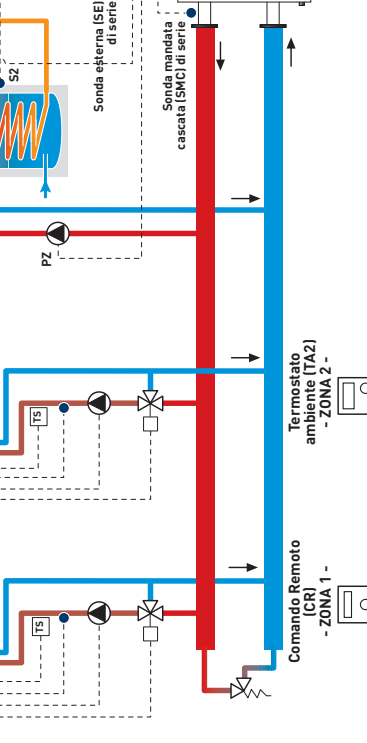 Sonda esterna (SE)
di serie
S2
Sonda mandata
cascata (SMC) di serie
PZ
TS
Termostato
ambiente (TA2)
- ZONA 2 -
TS
Comando Remoto
(CR)
- ZONA 1 -